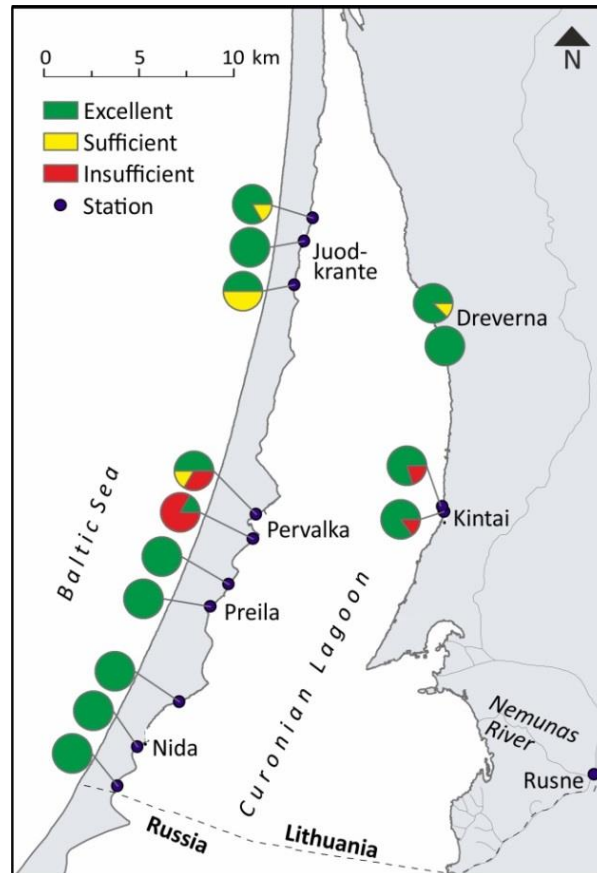 N
0 5 10 km
Excellent
Sufficient
Insufficient
Station
Juod-
krante
Dreverna
Baltic Sea
Pervalka
Kintai
Preila
Curonian Lagoon
Nemunas
River
Nida
Rusne
Russia
Lithuania